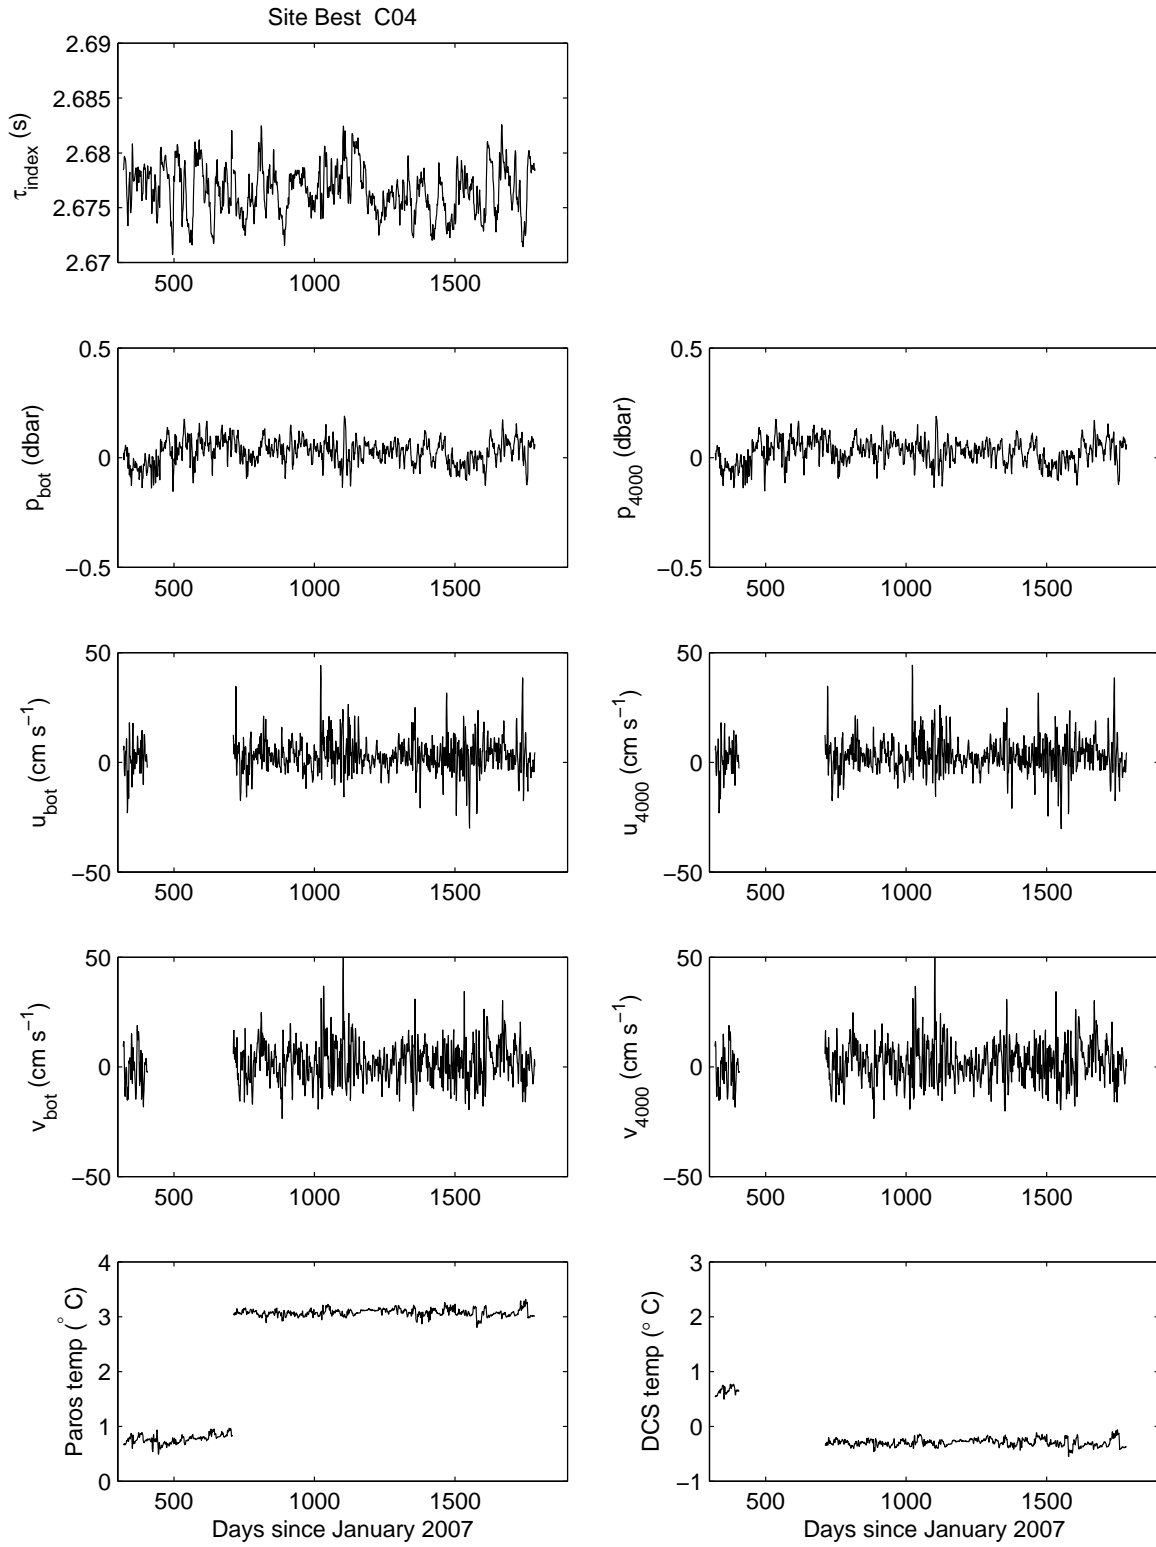 Site Best C04
2.69
2.685
2.68
2.675
2.67
τindex (s)
500 1000 1500
0.5
0
−0.5
pbot (dbar)
500 1000 1500
0.5
0
−0.5
p4000 (dbar)
500 1000 1500
50
0
−50
ubot (cm s−1)
500 1000 1500
50
0
−50
u4000 (cm s−1)
500 1000 1500
50
0
−50
vbot (cm s−1)
500 1000 1500
50
0
−50
v4000 (cm s−1)
500 1000 1500
4
3
2
1
0
Paros temp (° C)
500 1000 1500
Days since January 2007
3
2
1
0
−1
DCS temp (° C)
500 1000 1500
Days since January 2007